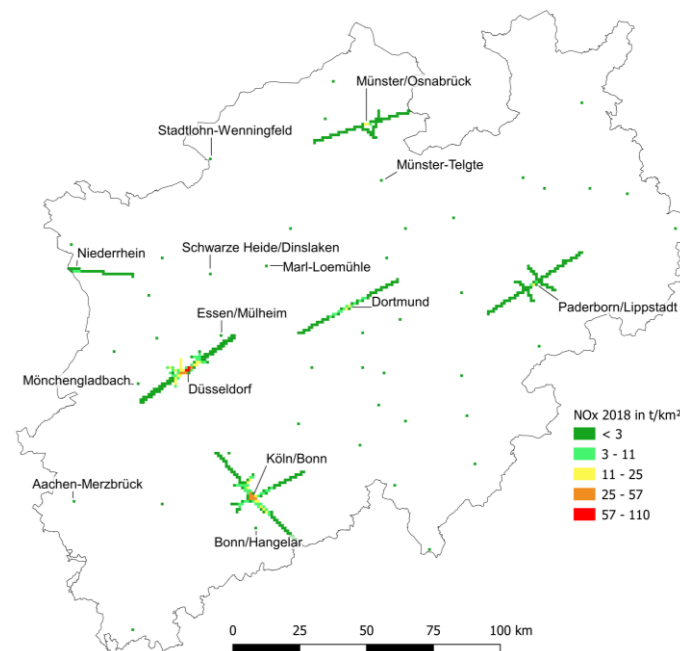 Münster/Osnabrück
Stadtlohn-Wenningfeld
Münster-Telgte
Niederrhein
Schwarze Heide/Dinslaken
Marl-Loemühle
Dortmund
Paderborn/Lippstadt
Essen/Mülheim
Mönchengladbach
Düsseldorf
NOx 2018 in t/km²
< 3
3 - 11
11 - 25
25 - 57
57 - 110
Köln/Bonn
Aachen-Merzbrück
Bonn/Hangelar
0 25 50 75 100 km